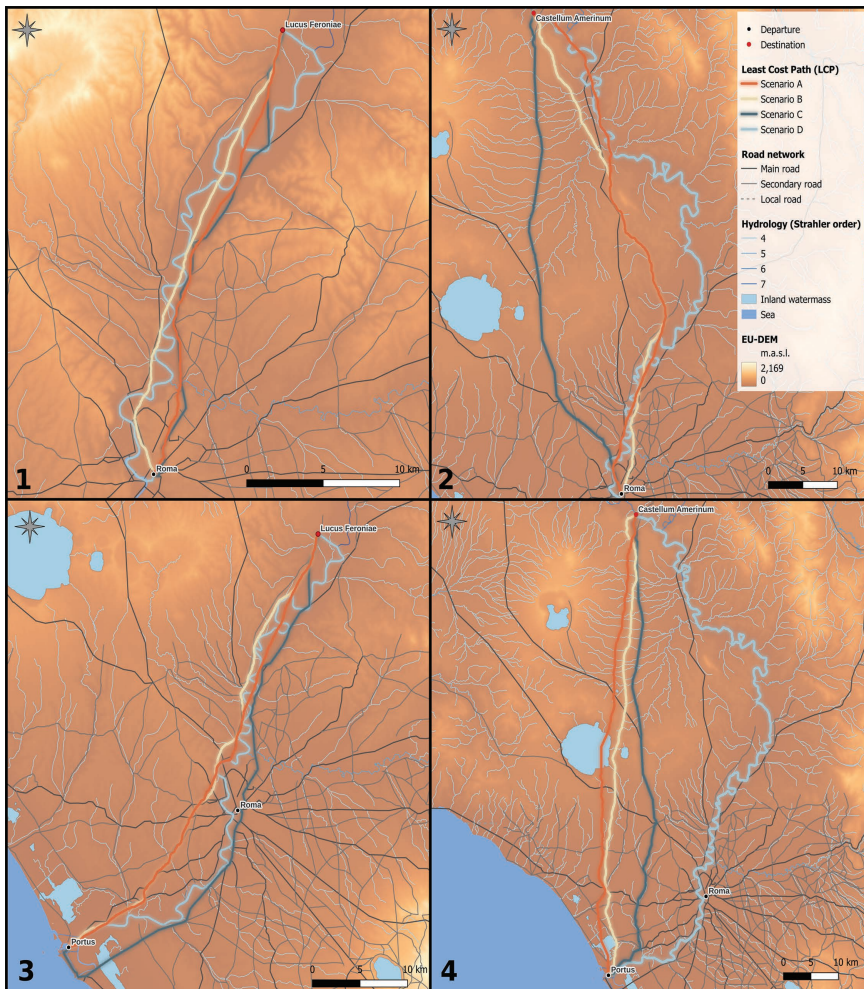 Lucus Feroniae
Roma
0 5 10 km
1
Castellum Amerinum
Departure
Destination
Least Cost Path (LCP)
Scenario A
Scenario B
Scenario C
Scenario D
Road network
Main road
Secondary road
Local road
Hydrology (Strahler order)
4
5
6
7
Inland watermass
Sea
EU-DEM
m.a.s.l.
2,169
0
Roma
0 5 10 km
2
Lucus Feroniae
Roma
Portus
0 5 10 km
3
Castellum Amerinum
Roma
Portus
0 5 10 km
4